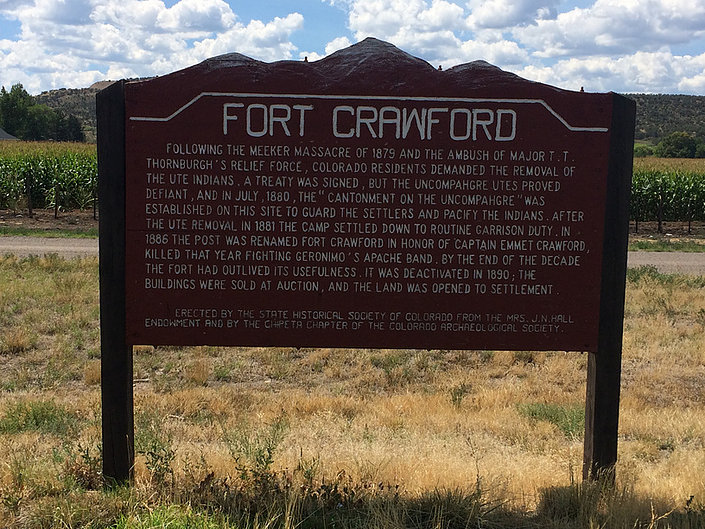 FORT CRAWFORD
FOLLOWING THE MEEKER MASSACRE OF 1879 AND THE AMBUSH OF MAJOR T. T.
THORNBURGH'S RELIEF FORCE, COLORADO RESIDENTS DEMANDED THE REMOVAL OF
THE UTE INDIANS. A TREATY WAS SIGNED, BUT THE UNCOMPAHGRE UTES PROVED
DEFIANT, AND IN JULY, 1880, THE "CANTONMENT ON THE UNCOMPAHGRE" WAS
ESTABLISHED ON THIS SITE TO GUARD THE SETTLERS AND PACIFY THE INDIANS. AFTER
THE UTE REMOVAL IN 1881 THE CAMP SETTLED DOWN TO ROUTINE GARRISON DUTY. IN
1886 THE POST WAS RENAMED FORT CRAWFORD IN HONOR OF CAPTAIN EMMET CRAWFORD,
KILLED THAT YEAR FIGHTING GERONIMO'S APACHE BAND. BY THE END OF THE DECADE
THE FORT HAD OUTLIVED ITS USEFULNESS. IT WAS DEACTIVATED IN 1890; THE
BUILDINGS WERE SOLD AT AUCTION, AND THE LAND WAS OPENED TO SETTLEMENT.
ERECTED BY THE STATE HISTORICAL SOCIETY OF COLORADO FROM THE MRS. J.N. HALL
ENDOWMENT AND BY THE CHIPETA CHAPTER OF THE COLORADO ARCHAEOLOGICAL SOCIETY.